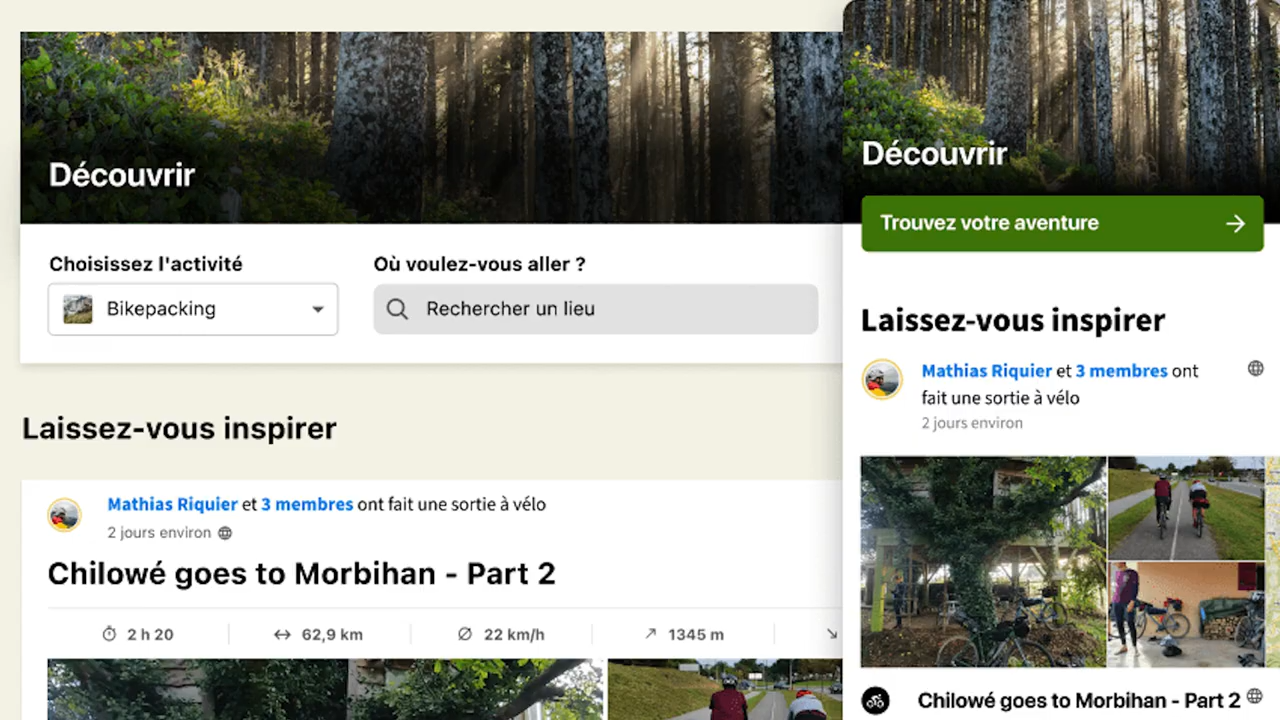 Découvrir
Choisissez l'activité
Bikepacking
Où voulez-vous aller ?
Rechercher un lieu
Laissez-vous inspirer
Mathias Riquier et 3 membres ont fait une sortie à vélo
2 jours environ
Chilowé goes to Morbihan - Part 2
2 h 20
62,9 km
22 km/h
1345 m
Découvrir
Trouvez votre aventure
Laissez-vous inspirer
Mathias Riquier et 3 membres ont
fait une sortie à vélo
2 jours environ
Chilowé goes to Morbihan - Part 2